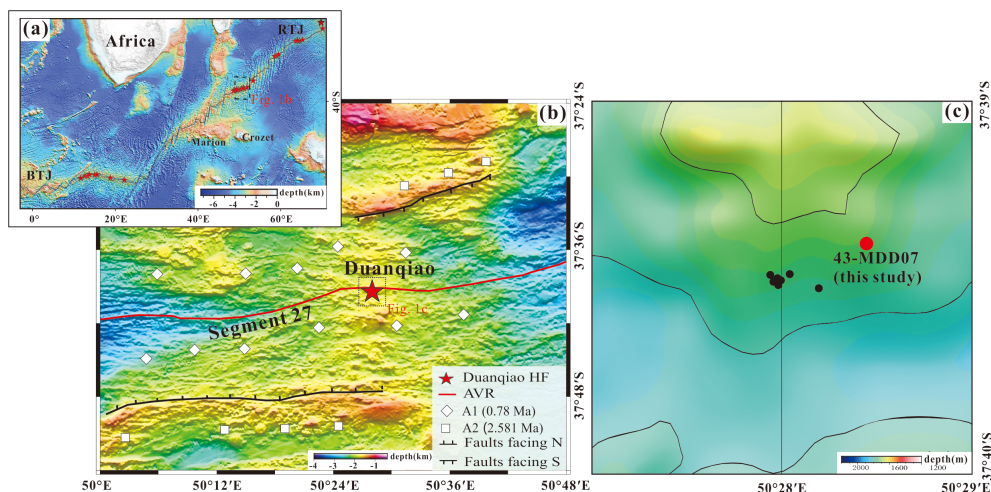 (a)
Africa
RTJ
Fig. 1b
Marion
Crozet
BTJ
depth(km)
-6 -4 -2 0
0° 20°E 40°E 60°E
40°S
(b)
37°24'S
37°36'S
37°48'S
Duanqiao
Fig. 1c
Segment 27
Duanqiao HF
AVR
A1 (0.78 Ma)
A2 (2.581 Ma)
Faults facing N
Faults facing S
depth(km)
-4 -3 -2 -1
50°E 50°12'E 50°24'E 50°36'E 50°48'E
(c)
37°39'S
43-MDD07
(this study)
depth(m)
2000 1600 1200
37°40'S
50°28'E 50°29'E